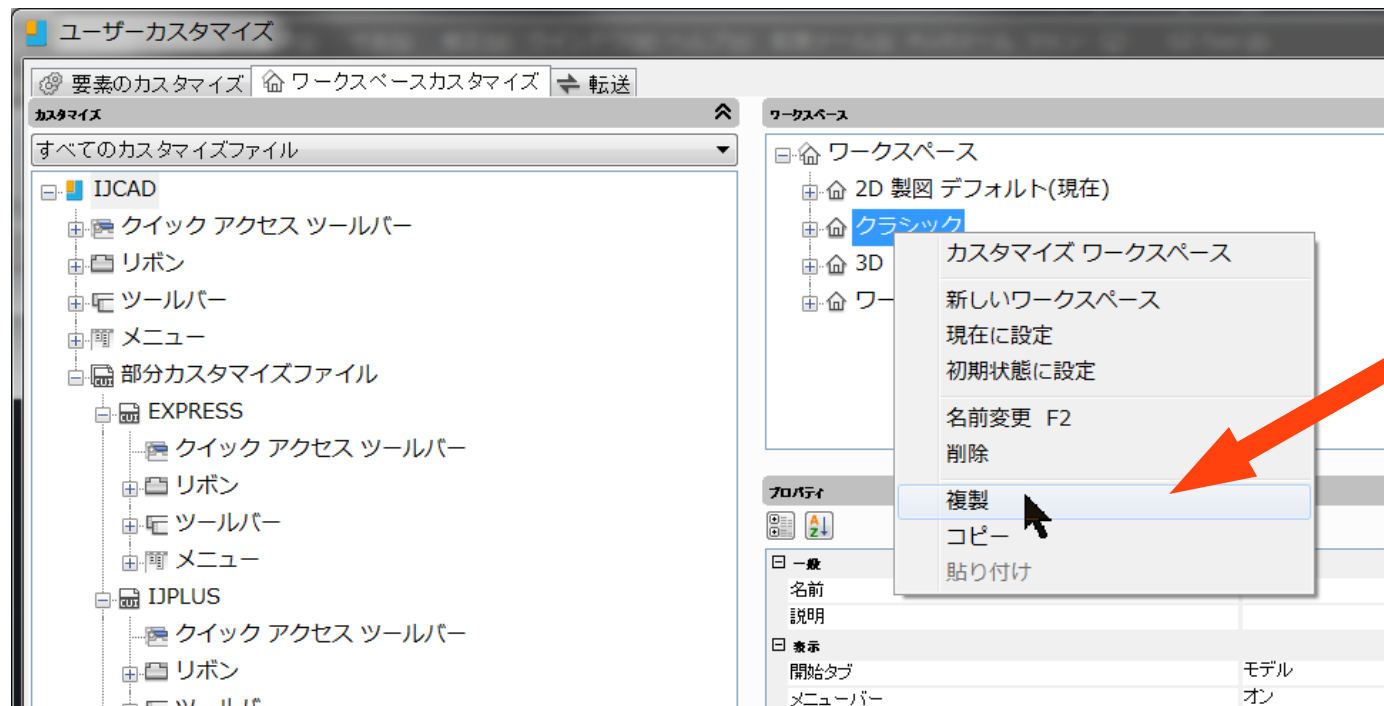 ユーザーカスタマイズ
要素のカスタマイズ ワークスペースカスタマイズ 転送
カスタマイズ
すべてのカスタマイズファイル
IJCAD
クイック アクセス ツールバー
リボン
ツールバー
メニュー
部分カスタマイズファイル
CUI
EXPRESS
CUI
クイック アクセス ツールバー
リボン
ツールバー
メニュー
IJPLUS
CUI
クイック アクセス ツールバー
リボン
ワークスペース
ワークスペース
2D 製図 デフォルト(現在)
クラシック
3D
ワー
カスタマイズ ワークスペース
新しいワークスペース
現在に設定
初期状態に設定
名前変更 F2
削除
複製
コピー
貼り付け
プロパティ
一般
名前
説明
表示
開始タブ モデル
メニューバー オン